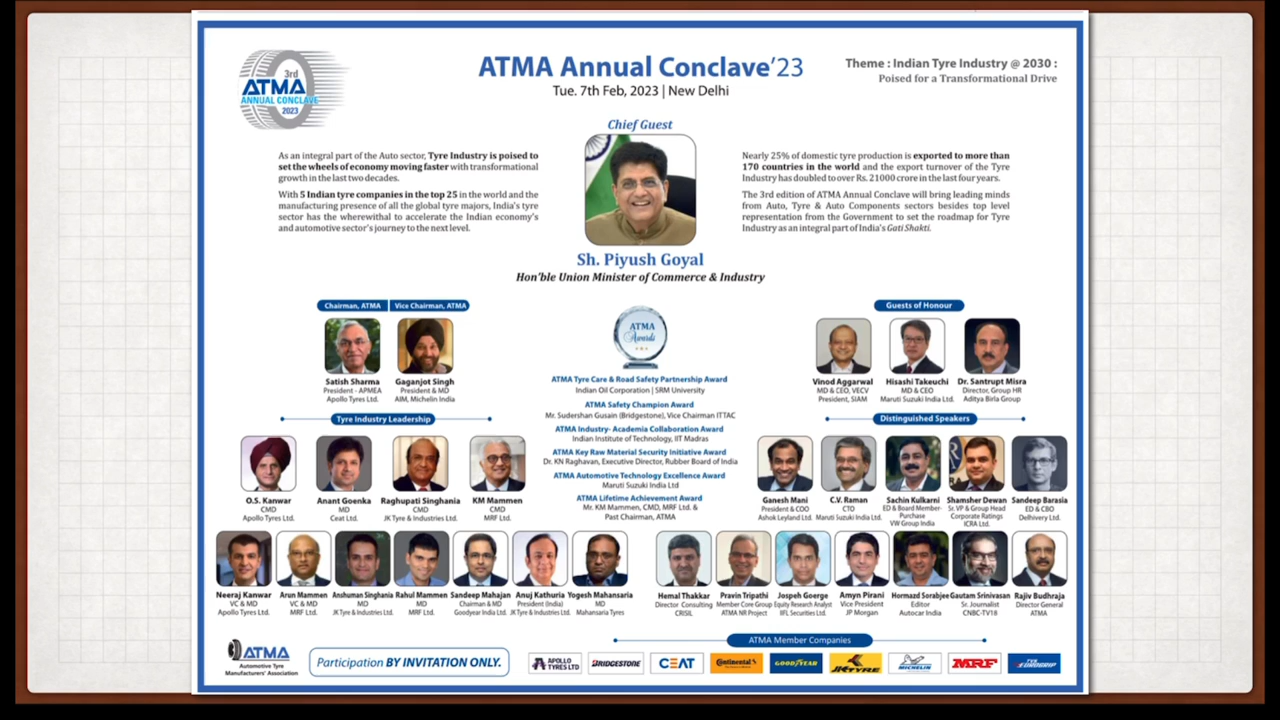 3rd
ATMA
ANNUAL CONCLAVE
2023
ATMA Annual Conclave'23
Tue. 7th Feb, 2023 | New Delhi
Theme : Indian Tyre Industry @ 2030 :
Poised for a Transformational Drive
Chief Guest
As an integral part of the Auto sector, Tyre Industry is poised to
set the wheels of economy moving faster with transformational
growth in the last two decades.
With 5 Indian tyre companies in the top 25 in the world and the
manufacturing presence of all the global tyre majors, India's tyre
sector has the wherewithal to accelerate the Indian economy's
and automotive sector's journey to the next level.
Nearly 25% of domestic tyre production is exported to more than
170 countries in the world and the export turnover of the Tyre
Industry has doubled to over Rs. 21000 crore in the last four years.
The 3rd edition of ATMA Annual Conclave will bring leading minds
from Auto, Tyre & Auto Components sectors besides top level
representation from the Government to set the roadmap for Tyre
Industry as an integral part of India's Gati Shakti.
Sh. Piyush Goyal
Hon'ble Union Minister of Commerce & Industry
Chairman, ATMA
Vice Chairman, ATMA
Satish Sharma
President - APMEA
Apollo Tyres Ltd.
Gaganjot Singh
President & MD
AIM, Michelin India
ATMA
Awards
ATMA Tyre Care & Road Safety Partnership Award
Indian Oil Corporation | SRM University
ATMA Safety Champion Award
Mr. Sudershan Gusain (Bridgestone), Vice Chairman ITTAC
ATMA Industry- Academia Collaboration Award
Indian Institute of Technology, IIT Madras
ATMA Key Raw Material Security Initiative Award
Dr. KN Raghavan, Executive Director, Rubber Board of India
ATMA Automotive Technology Excellence Award
Maruti Suzuki India Ltd
ATMA Lifetime Achievement Award
Mr. KM Mammen, CMD, MRF Ltd. &
Past Chairman, ATMA
Guests of Honour
Vinod Aggarwal
MD & CEO, VECV
President, SIAM
Hisashi Takeuchi
MD & CEO
Maruti Suzuki India Ltd.
Dr. Santrupt Misra
Director, Group HR
Aditya Birla Group
Tyre Industry Leadership
O.S. Kanwar
CMD
Apollo Tyres Ltd.
Anant Goenka
MD
Ceat Ltd.
Raghupati Singhania
CMD
JK Tyre & Industries Ltd.
KM Mammen
CMD
MRF Ltd.
Distinguished Speakers
Ganesh Mani
President & COO
Ashok Leyland Ltd.
C.V. Raman
CTO
Maruti Suzuki India Ltd.
Sachin Kulkarni
ED & Board Member-
Purchase
VW Group India
Shamsher Dewan
Sr. VP & Group Head
Corporate Ratings
ICRA Ltd.
Sandeep Barasia
ED & CBO
Delhivery Ltd.
Neeraj Kanwar
VC & MD
Apollo Tyres Ltd.
Arun Mammen
VC & MD
MRF Ltd.
Anshuman Singhania
MD
JK Tyre & Industries Ltd.
Rahul Mammen
MD
MRF Ltd.
Sandeep Mahajan
Chairman & MD
Goodyear India Ltd.
Anuj Kathuria
President (India)
JK Tyre & Industries Ltd.
Yogesh Mahansaria
MD
Mahansaria Tyres
Hemal Thakkar
Director Consulting
CRISIL
Pravin Tripathi
Member Core Group
ATMA NR Project
Jospeh Goerge
Equity Research Analyst
IIFL Securities Ltd.
Amyn Pirani
Vice President
JP Morgan
Hormazd Sorabjee
Editor
Autocar India
Gautam Srinivasan
Sr. Journalist
CNBC-TV18
Rajiv Budhraja
Director General
ATMA
ATMA
Automotive Tyre
Manufacturers' Association
Participation BY INVITATION ONLY.
ATMA Member Companies
APOLLO
TYRES LTD
BRIDGESTONE
CEAT
Continental
GOODYEAR
JK TYRE
MICHELIN
MRF
TVS
EUROGRIP